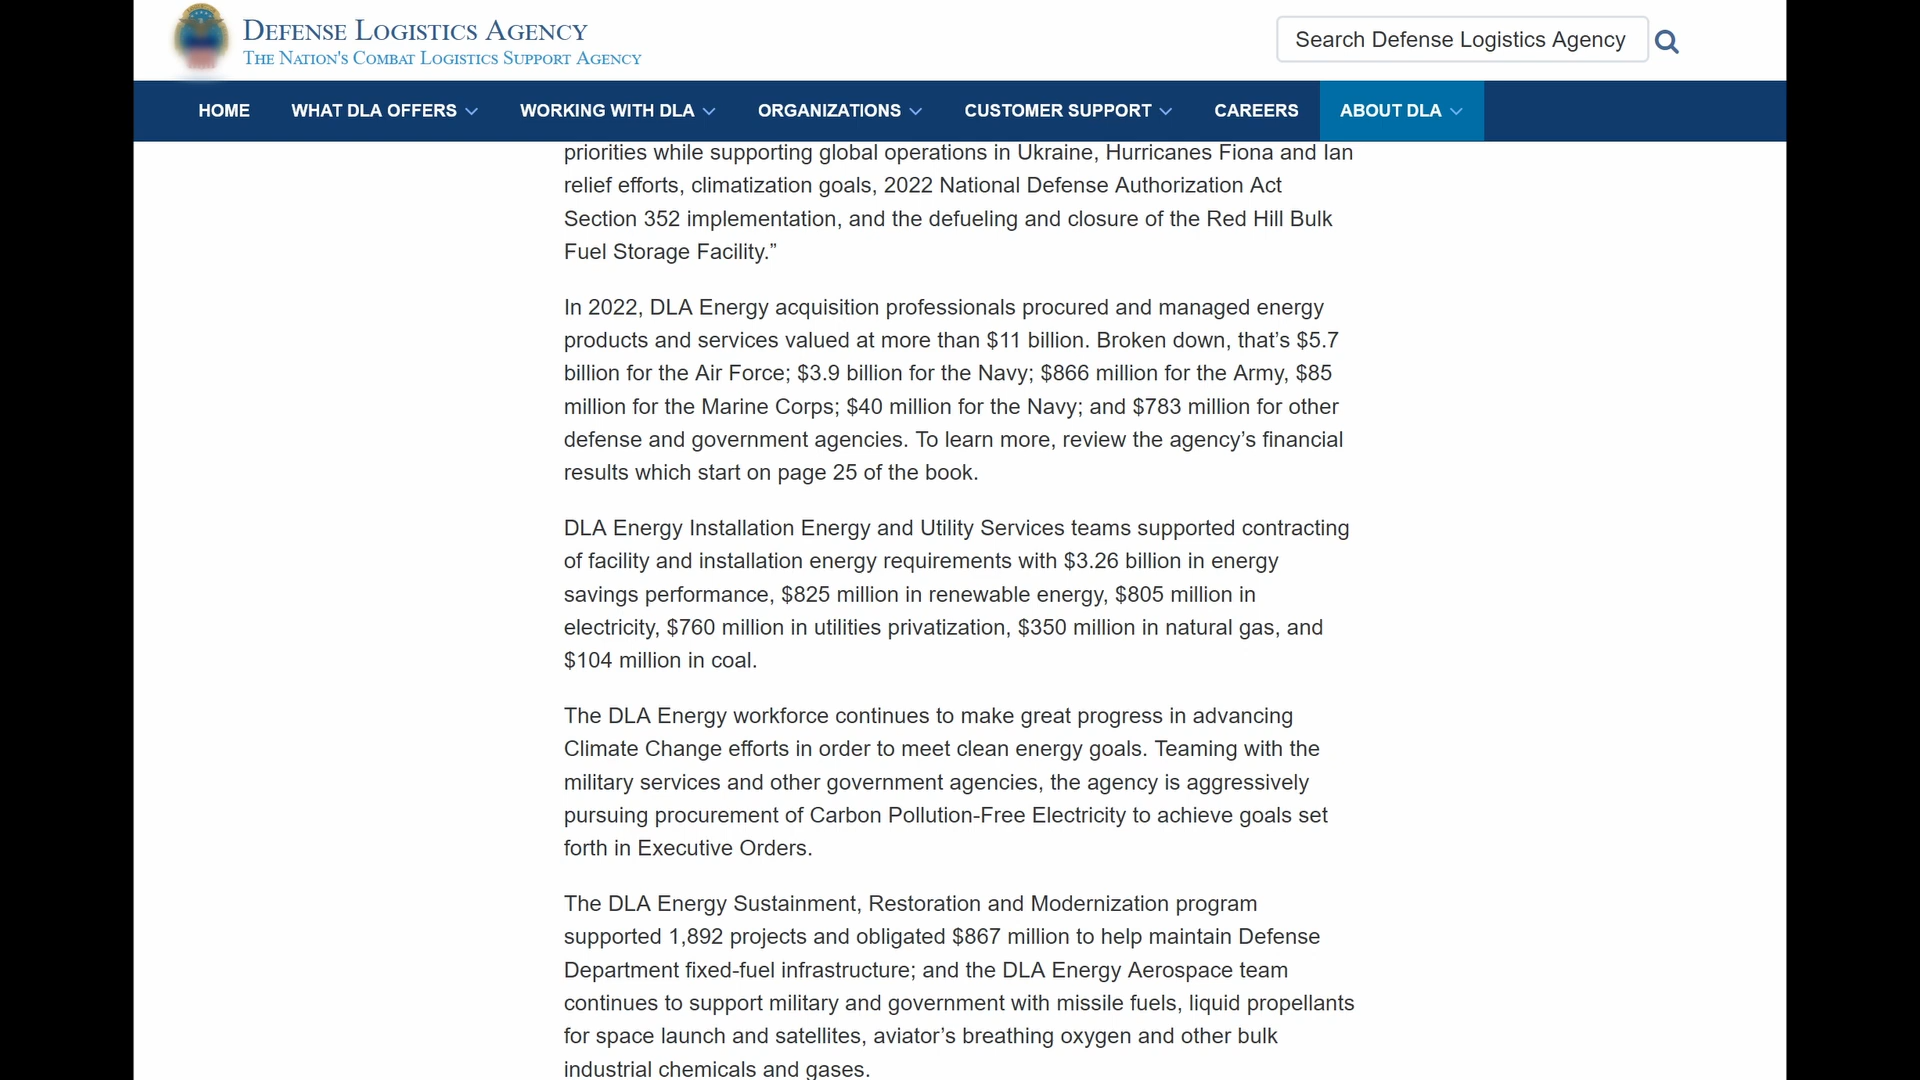 DEFENSE LOGISTICS AGENCY
THE NATION'S COMBAT LOGISTICS SUPPORT AGENCY
Search Defense Logistics Agency
HOME WHAT DLA OFFERS WORKING WITH DLA ORGANIZATIONS CUSTOMER SUPPORT CAREERS ABOUT DLA
priorities while supporting global operations in Ukraine, Hurricanes Fiona and Ian
relief efforts, climatization goals, 2022 National Defense Authorization Act
Section 352 implementation, and the defueling and closure of the Red Hill Bulk
Fuel Storage Facility.”
In 2022, DLA Energy acquisition professionals procured and managed energy
products and services valued at more than $11 billion. Broken down, that’s $5.7
billion for the Air Force; $3.9 billion for the Navy; $866 million for the Army, $85
million for the Marine Corps; $40 million for the Navy; and $783 million for other
defense and government agencies. To learn more, review the agency’s financial
results which start on page 25 of the book.
DLA Energy Installation Energy and Utility Services teams supported contracting
of facility and installation energy requirements with $3.26 billion in energy
savings performance, $825 million in renewable energy, $805 million in
electricity, $760 million in utilities privatization, $350 million in natural gas, and
$104 million in coal.
The DLA Energy workforce continues to make great progress in advancing
Climate Change efforts in order to meet clean energy goals. Teaming with the
military services and other government agencies, the agency is aggressively
pursuing procurement of Carbon Pollution-Free Electricity to achieve goals set
forth in Executive Orders.
The DLA Energy Sustainment, Restoration and Modernization program
supported 1,892 projects and obligated $867 million to help maintain Defense
Department fixed-fuel infrastructure; and the DLA Energy Aerospace team
continues to support military and government with missile fuels, liquid propellants
for space launch and satellites, aviator’s breathing oxygen and other bulk
industrial chemicals and gases.